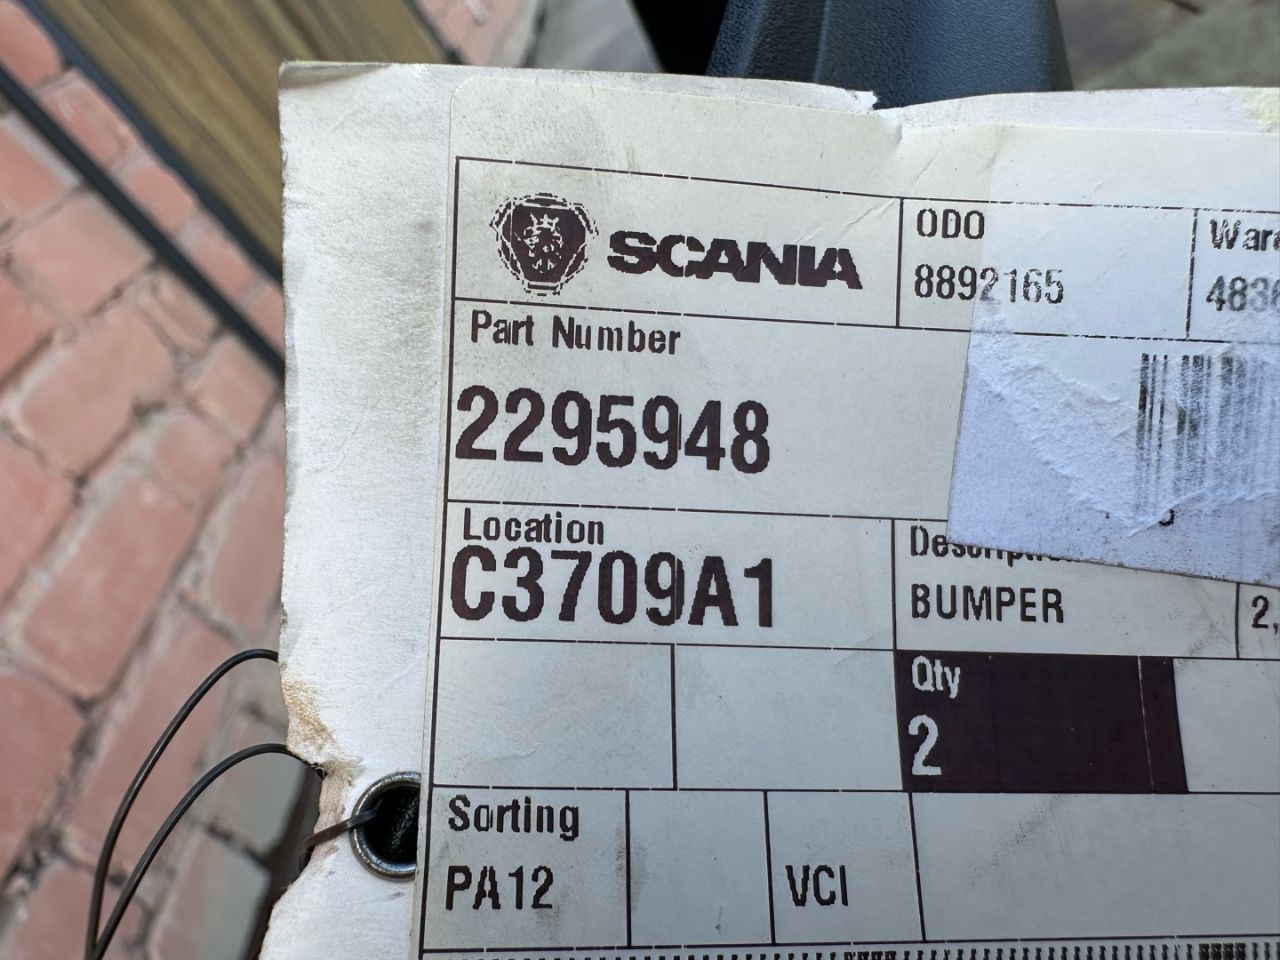 SCANIA
ODO
8892165
Part Number
2295948
Location
C3709A1
BUMPER
Qty
2
Sorting
PA12
VCI